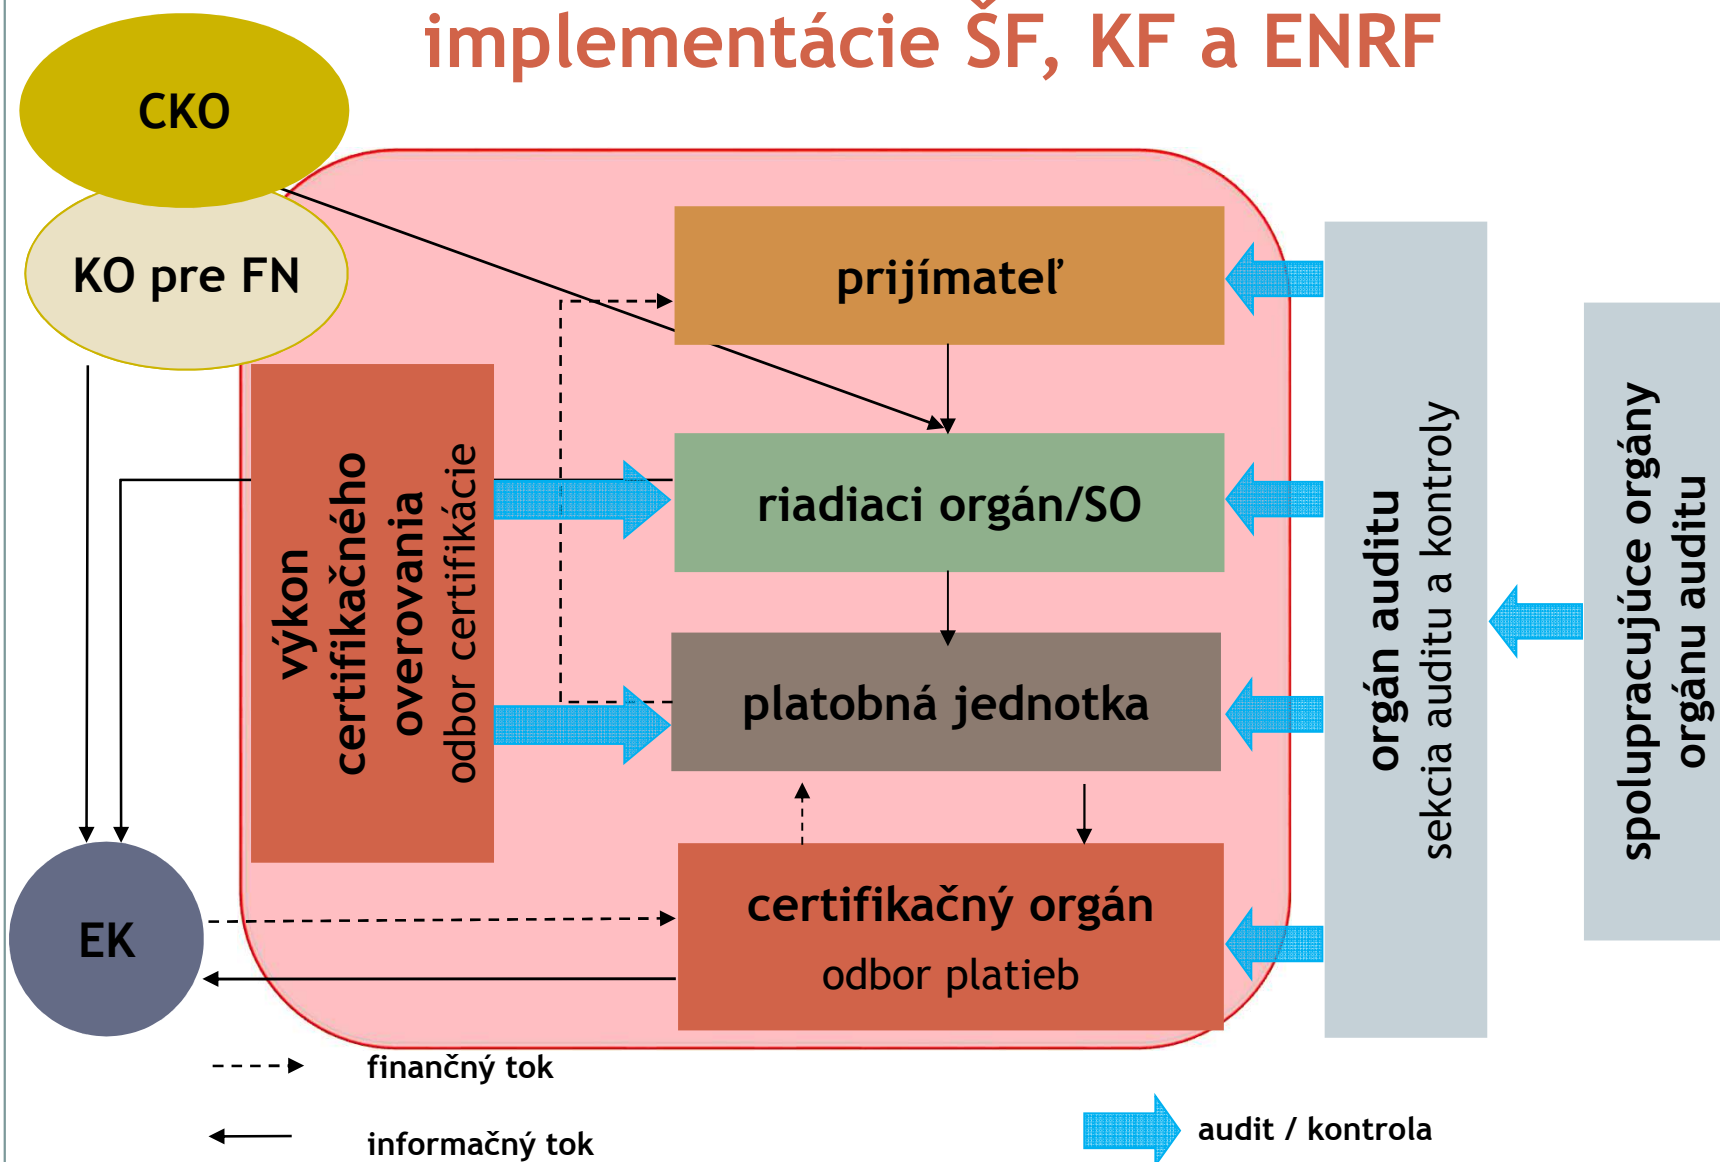 implementácie ŠF, KF a ENRF
CKO
KO pre FN
prijímateľ
riadiaci orgán/SO
platobná jednotka
certifikačný orgán
odbor platieb
výkon
certifikačného
overovania
odbor certifikácie
EK
orgán auditu
sekcia auditu a kontroly
spolupracujúce orgány
orgánu auditu
finančný tok
informačný tok
audit / kontrola